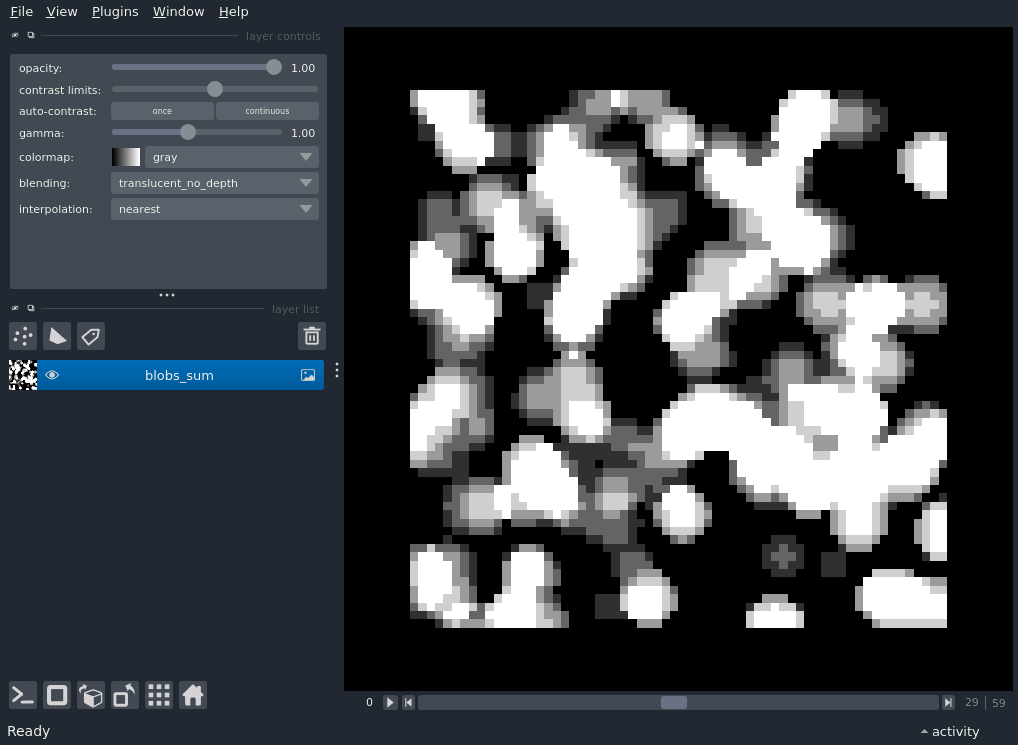 File View Plugins Window Help
layer controls
opacity: 1.00
contrast limits:
auto-contrast: once continuous
gamma: 1.00
colormap: gray
blending: translucent_no_depth
interpolation: nearest
layer list
blobs_sum
0 29 | 59
Ready activity